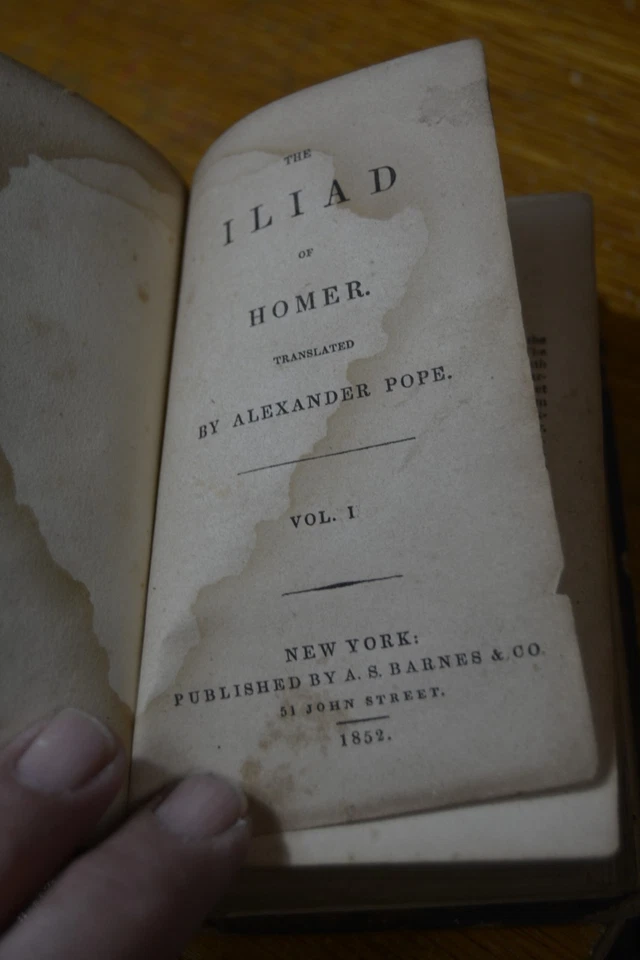 THE
ILIAD
OF
HOMER.
TRANSLATED
BY ALEXANDER POPE.
VOL. I
NEW YORK:
PUBLISHED BY A. S. BARNES & CO.
51 JOHN STREET.
1852.